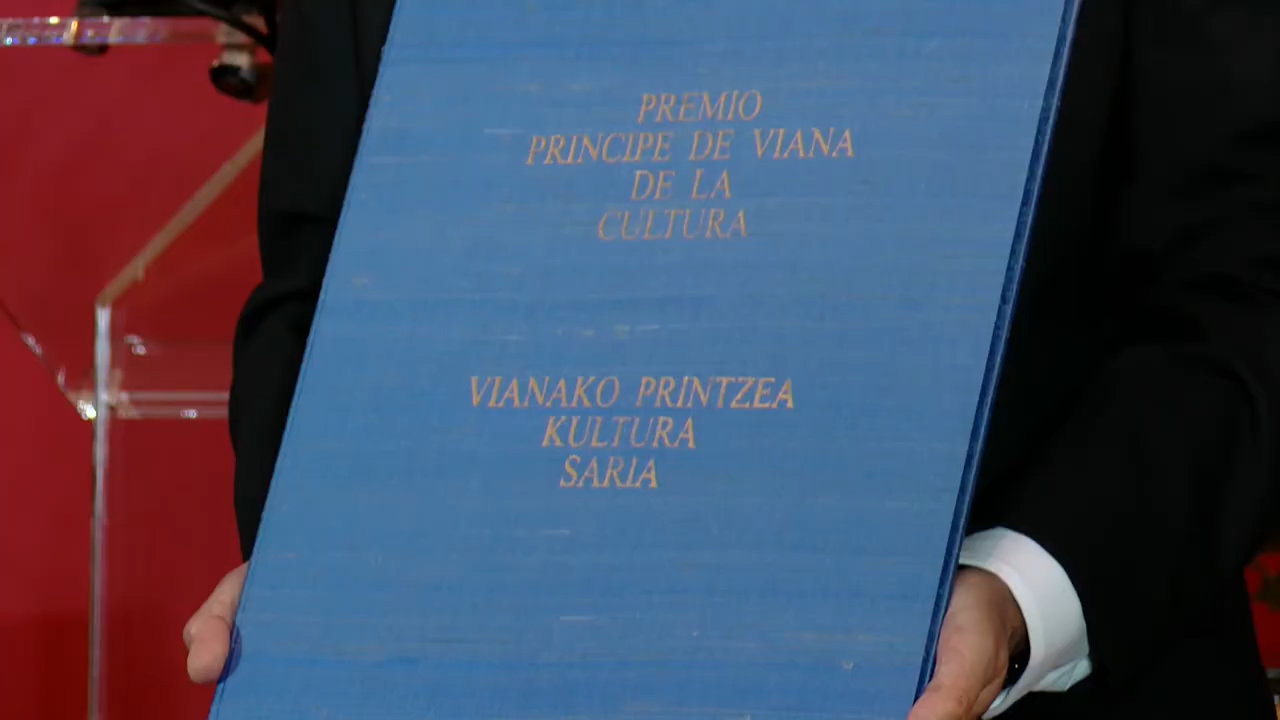 PREMIO
PRINCIPE DE VIANA
DE LA
CULTURA
VIANAKO PRINTZEA
KULTURA
SARIA